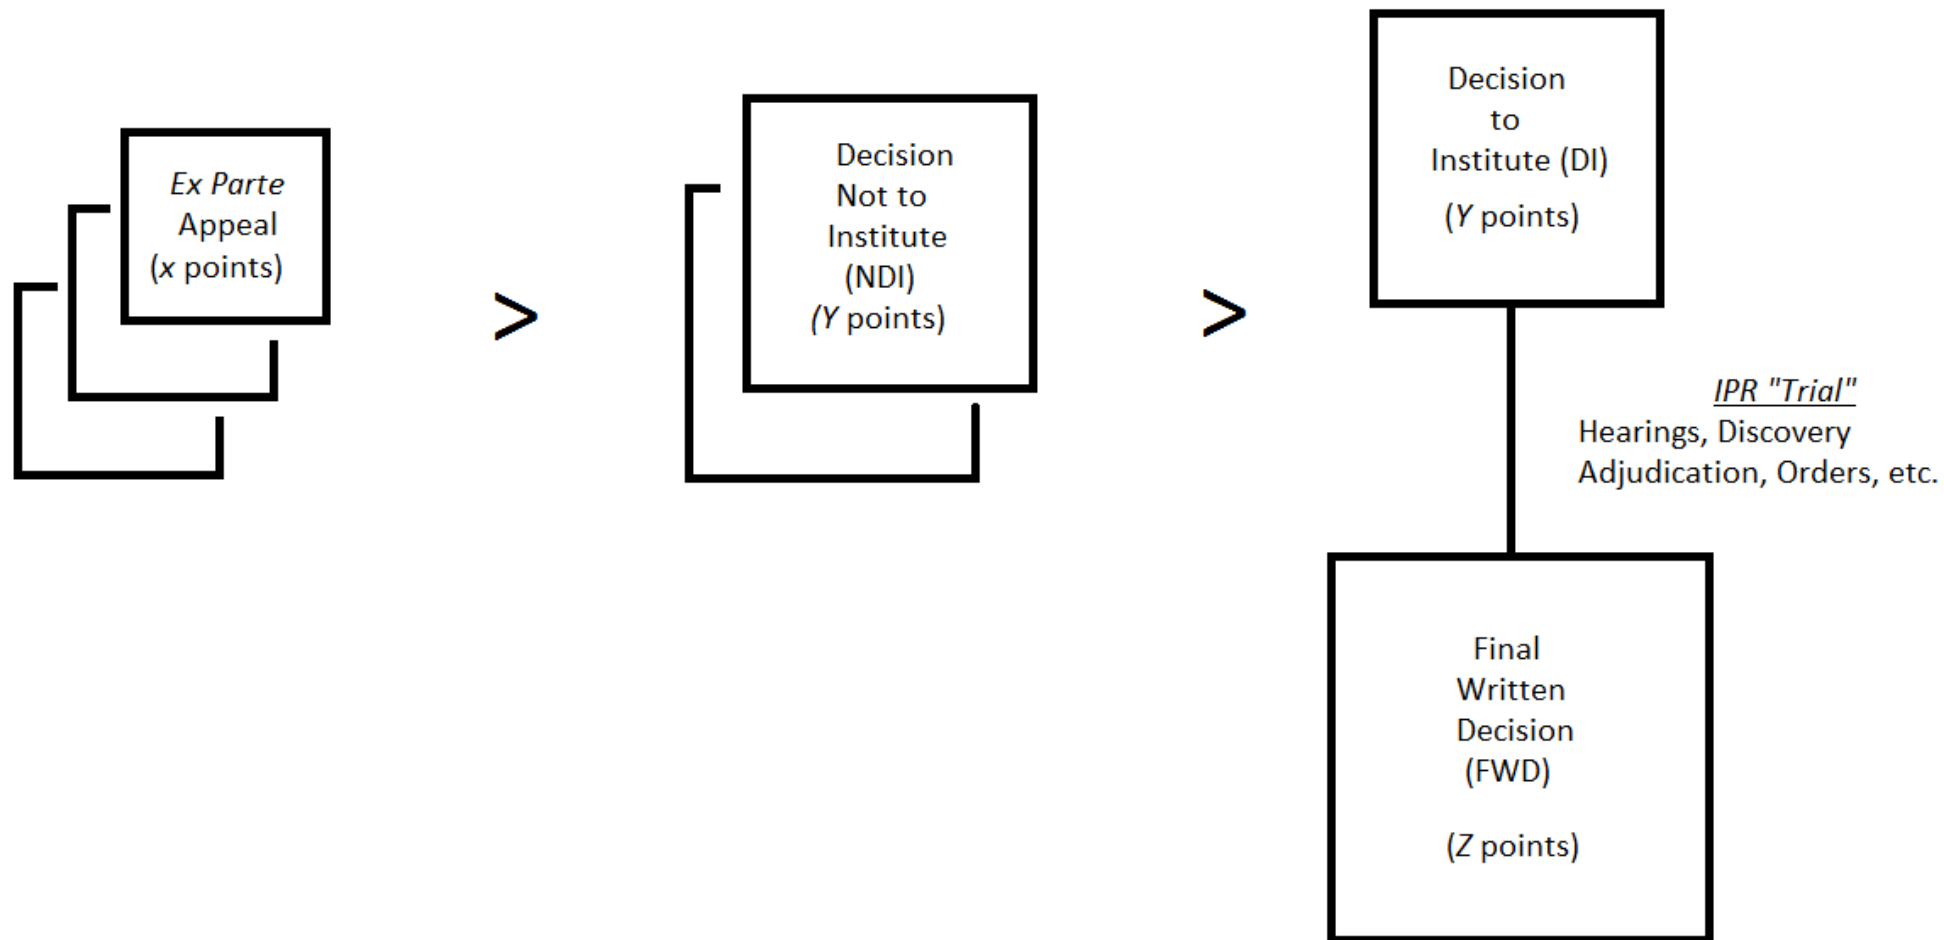 Ex Parte
Appeal
(x points)
>
Decision
Not to
Institute
(NDI)
(Y points)
>
Decision
to
Institute (DI)
(Y points)
IPR "Trial"
Hearings, Discovery
Adjudication, Orders, etc.
Final
Written
Decision
(FWD)
(Z points)